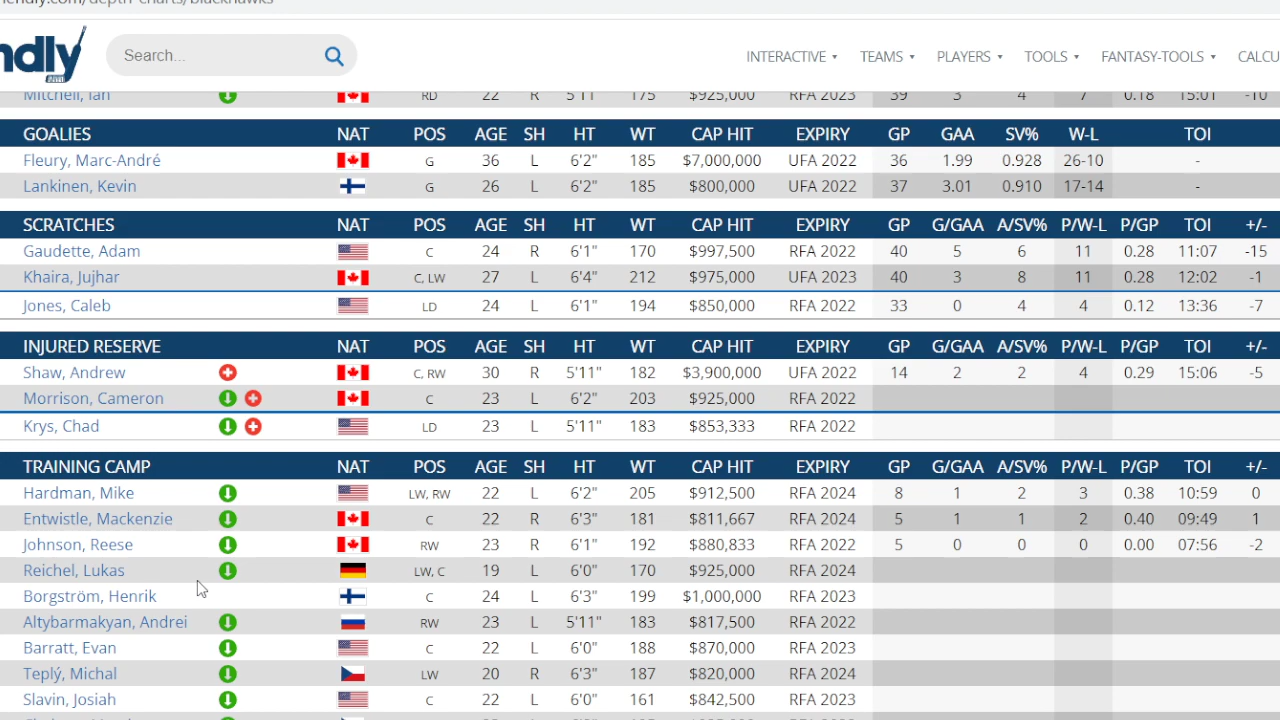 endly.com/depth-charts/blackhawks
ndly
Search...
INTERACTIVE TEAMS PLAYERS TOOLS FANTASY-TOOLS CALCU
Mitchell, Ian RD 22 R 5'11" 175 $925,000 RFA 2023 39 3 4 7 0.18 15:01 -10
GOALIES NAT POS AGE SH HT WT CAP HIT EXPIRY GP GAA SV% W-L TOI
Fleury, Marc-André G 36 L 6'2" 185 $7,000,000 UFA 2022 36 1.99 0.928 26-10 -
Lankinen, Kevin G 26 L 6'2" 185 $800,000 UFA 2022 37 3.01 0.910 17-14 -
SCRATCHES NAT POS AGE SH HT WT CAP HIT EXPIRY GP G/GAA A/SV% P/W-L P/GP TOI +/-
Gaudette, Adam C 24 R 6'1" 170 $997,500 RFA 2022 40 5 6 11 0.28 11:07 -15
Khaira, Jujhar C, LW 27 L 6'4" 212 $975,000 UFA 2023 40 3 8 11 0.28 12:02 -1
Jones, Caleb LD 24 L 6'1" 194 $850,000 RFA 2022 33 0 4 4 0.12 13:36 -7
INJURED RESERVE NAT POS AGE SH HT WT CAP HIT EXPIRY GP G/GAA A/SV% P/W-L P/GP TOI +/-
Shaw, Andrew C, RW 30 R 5'11" 182 $3,900,000 UFA 2022 14 2 2 4 0.29 15:06 -5
Morrison, Cameron C 23 L 6'2" 203 $925,000 RFA 2022
Krys, Chad LD 23 L 5'11" 183 $853,333 RFA 2022
TRAINING CAMP NAT POS AGE SH HT WT CAP HIT EXPIRY GP G/GAA A/SV% P/W-L P/GP TOI +/-
Hardman, Mike LW, RW 22 L 6'2" 205 $912,500 RFA 2024 8 1 2 3 0.38 10:59 0
Entwistle, Mackenzie C 22 R 6'3" 181 $811,667 RFA 2024 5 1 1 2 0.40 09:49 1
Johnson, Reese RW 23 R 6'1" 192 $880,833 RFA 2024 5 0 0 0 0.00 07:56 -2
Reichel, Lukas LW, C 19 L 6'0" 170 $925,000 RFA 2024
Borgström, Henrik C 24 L 6'3" 199 $1,000,000 RFA 2023
Altybarmakyan, Andrei RW 23 L 5'11" 183 $817,500 RFA 2023
Barratt, Evan C 22 L 6'0" 188 $870,000 RFA 2023
Teplý, Michal LW 20 R 6'3" 187 $820,000 RFA 2024
Slavin, Josiah C 22 L 6'0" 161 $842,500 RFA 2023